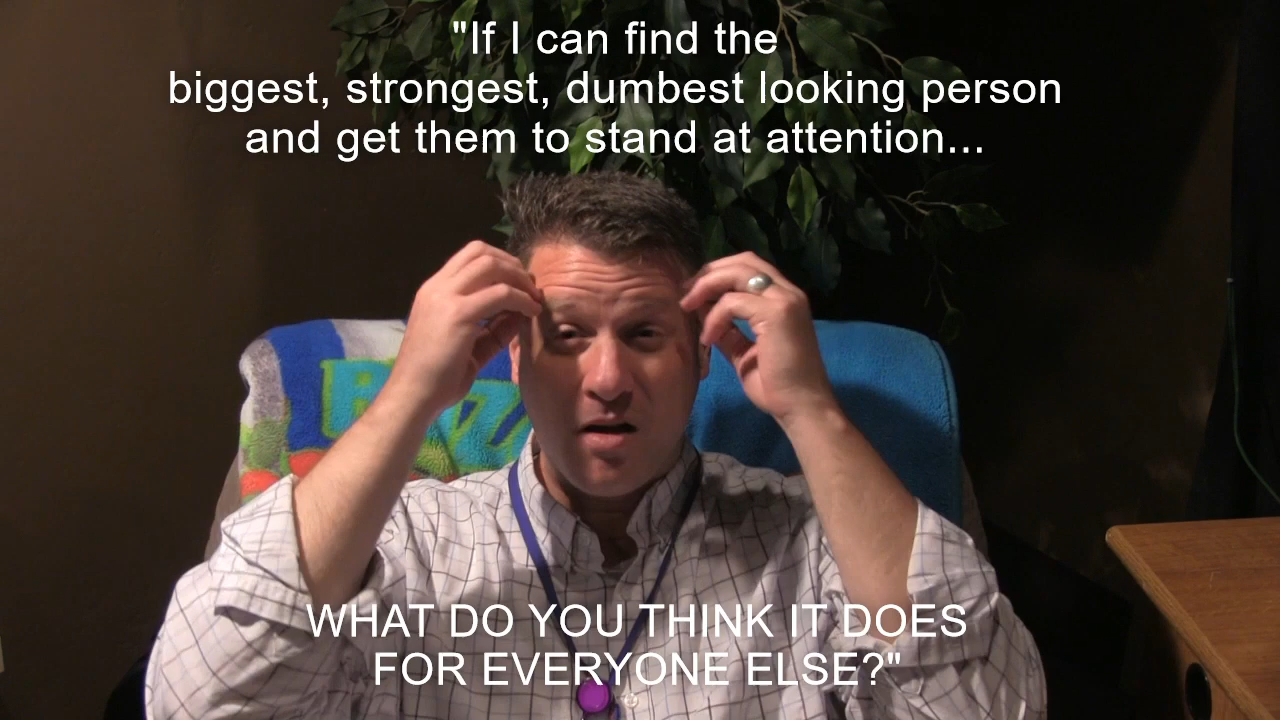 "If I can find the
biggest, strongest, dumbest looking person
and get them to stand at attention...
WHAT DO YOU THINK IT DOES
FOR EVERYONE ELSE?"